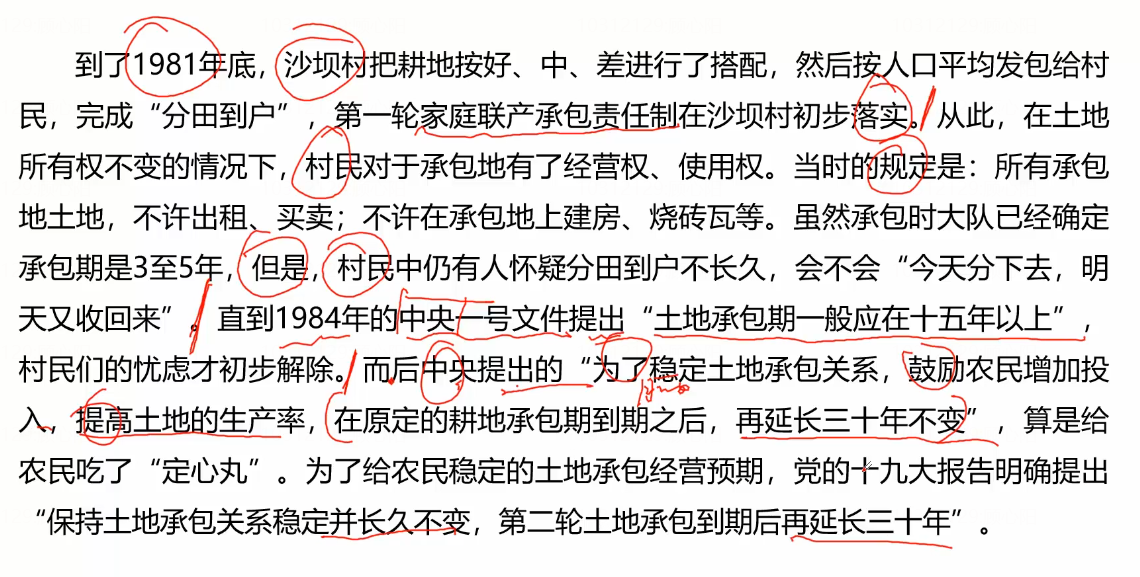 到了1981年底，沙坝村把耕地按好、中、差进行了搭配，然后按人口平均发包给村
民，完成“分田到户”，第一轮家庭联产承包责任制在沙坝村初步落实。从此，在土地
所有权不变的情况下，村民对于承包地有了经营权、使用权。当时的规定是：所有承包
地土地，不许出租、买卖；不许在承包地上建房、烧砖瓦等。虽然承包时大队已经确定
承包期是3至5年，但是，村民中仍有人怀疑分田到户不长久，会不会“今天分下去，明
天又收回来”。直到1984年的中央一号文件提出“土地承包期一般应在十五年以上”，
村民们的忧虑才初步解除。而后中央提出的“为了稳定土地承包关系，鼓励农民增加投
入，提高土地的生产率，在原定的耕地承包期到期之后，再延长三十年不变”，算是给
农民吃了“定心丸”。为了给农民稳定的土地承包经营预期，党的十九大报告明确提出
“保持土地承包关系稳定并长久不变，第二轮土地承包到期后再延长三十年”。